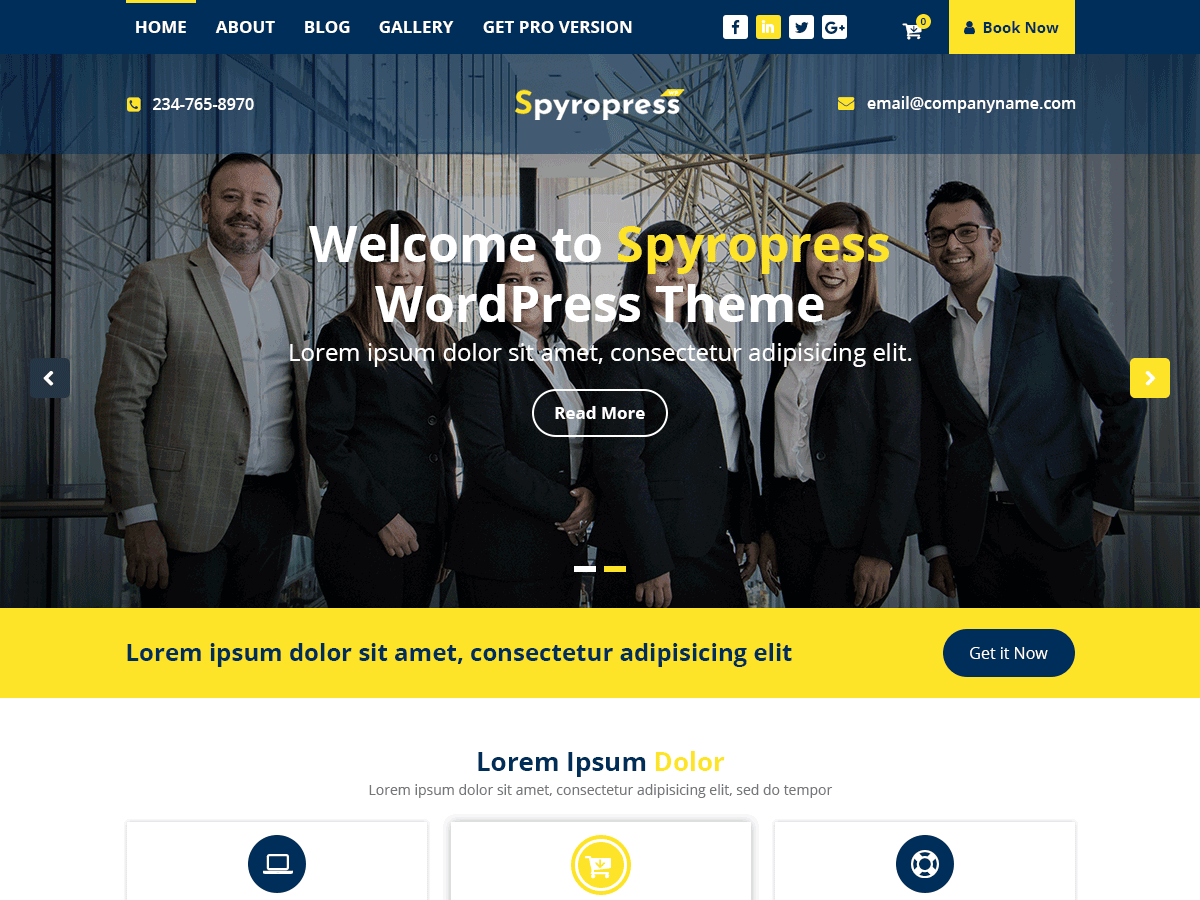 HOME ABOUT BLOG GALLERY GET PRO VERSION 0 Book Now
234-765-8970 Spyropress email@companyname.com
Welcome to Spyropress
WordPress Theme
Lorem ipsum dolor sit amet, consectetur adipisicing elit.
Read More
Lorem ipsum dolor sit amet, consectetur adipisicing elit Get it Now
Lorem Ipsum Dolor
Lorem ipsum dolor sit amet, consectetur adipisicing elit, sed do tempor